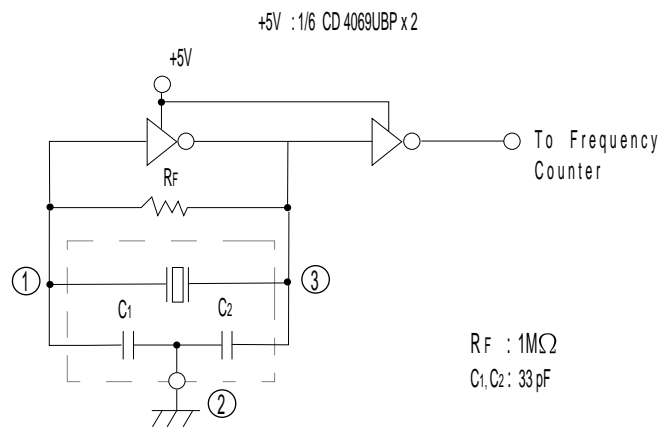 +5V : 1/6 CD 4069UBP x 2
+5V
To Frequency
Counter
RF
1
3
C1
C2
RF : 1MΩ
C1, C2 : 33 pF
2